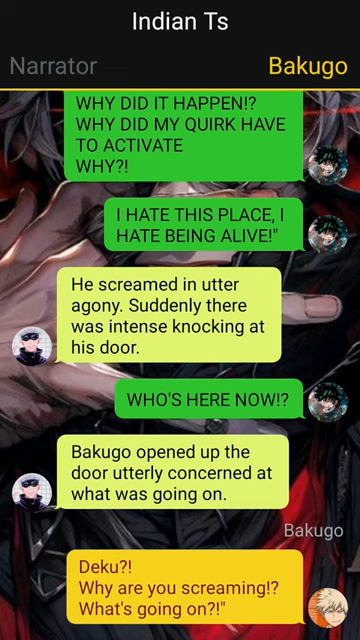 Indian Ts
Narrator
Bakugo
WHY DID IT HAPPEN!?
WHY DID MY QUIRK HAVE
TO ACTIVATE
WHY?!
I HATE THIS PLACE, I
HATE BEING ALIVE!"
He screamed in utter
agony. Suddenly there
was intense knocking at
his door.
WHO'S HERE NOW!?
Bakugo opened up the
door utterly concerned at
what was going on.
Bakugo
Deku?!
Why are you screaming!?
What's going on?!"